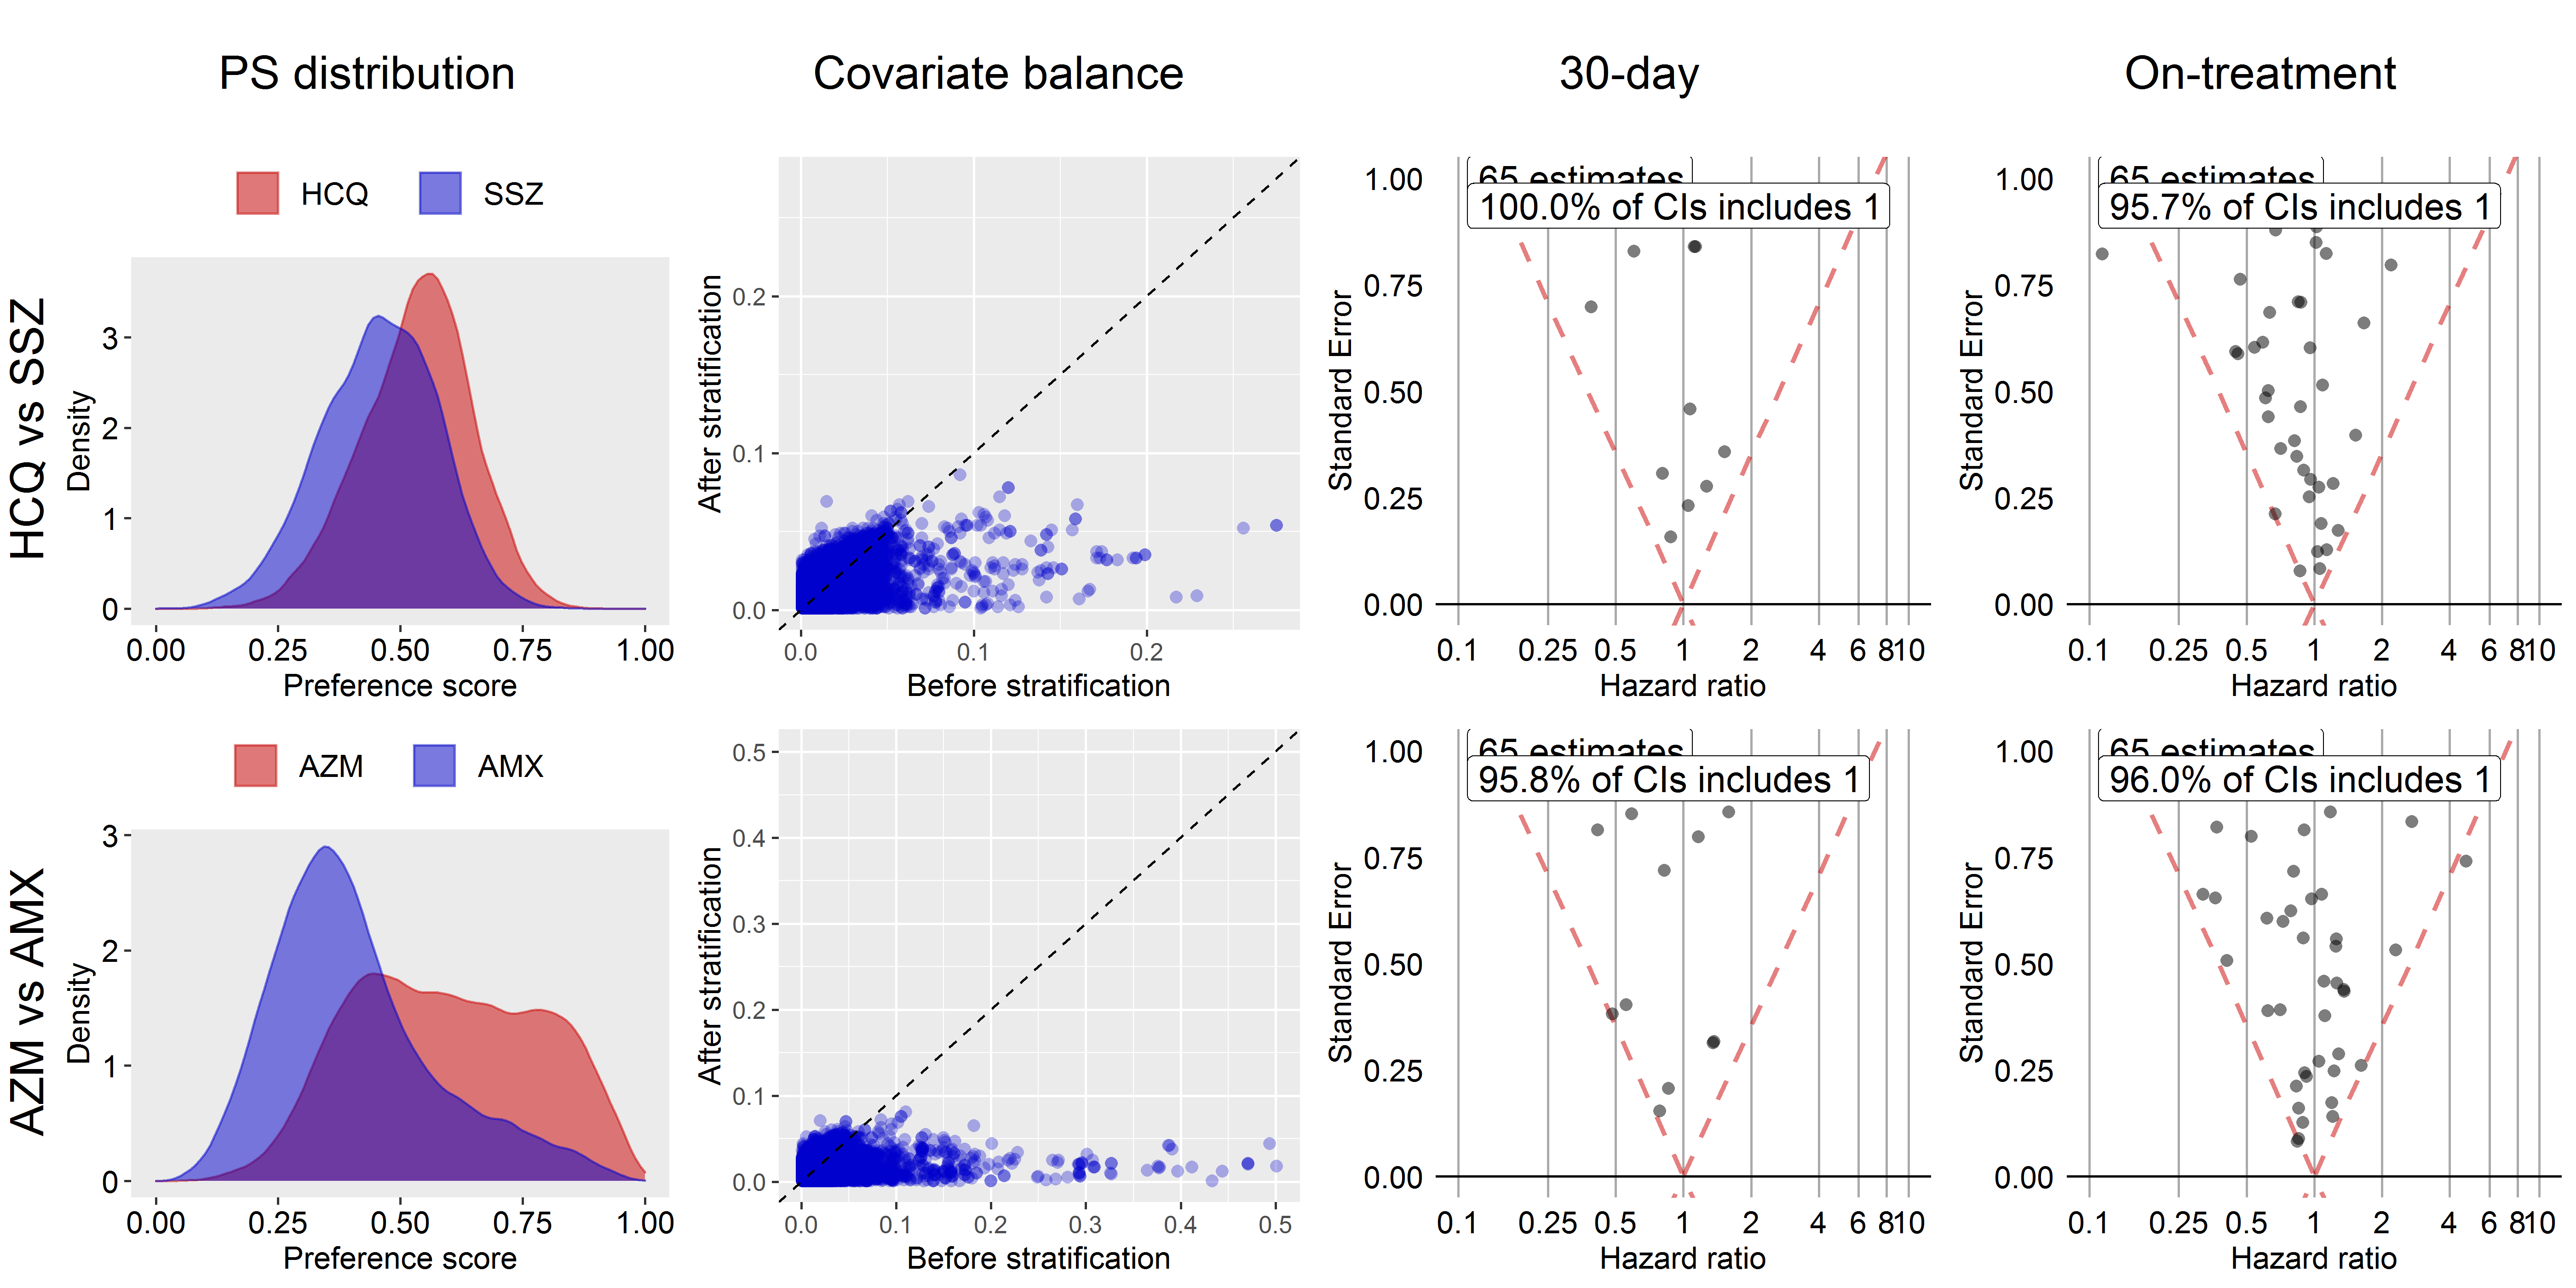 PS distribution
Covariate balance
30-day
On-treatment
HCQ vs SSZ
HCQ
SSZ
Density
3
2
1
0
0.00 0.25 0.50 0.75 1.00
Preference score
After stratification
0.2
0.1
0.0
0.0 0.1 0.2
Before stratification
Standard Error
1.00
0.75
0.50
0.25
0.00
65 estimates
100.0% of CIs includes 1
0.1 0.25 0.5 1 2 4 6 8 10
Hazard ratio
Standard Error
1.00
0.75
0.50
0.25
0.00
65 estimates
95.7% of CIs includes 1
0.1 0.25 0.5 1 2 4 6 8 10
Hazard ratio
AZM vs AMX
AZM
AMX
Density
3
2
1
0
0.00 0.25 0.50 0.75 1.00
Preference score
After stratification
0.5
0.4
0.3
0.2
0.1
0.0
0.0 0.1 0.2 0.3 0.4 0.5
Before stratification
Standard Error
1.00
0.75
0.50
0.25
0.00
65 estimates
95.8% of CIs includes 1
0.1 0.25 0.5 1 2 4 6 8 10
Hazard ratio
Standard Error
1.00
0.75
0.50
0.25
0.00
65 estimates
96.0% of CIs includes 1
0.1 0.25 0.5 1 2 4 6 8 10
Hazard ratio